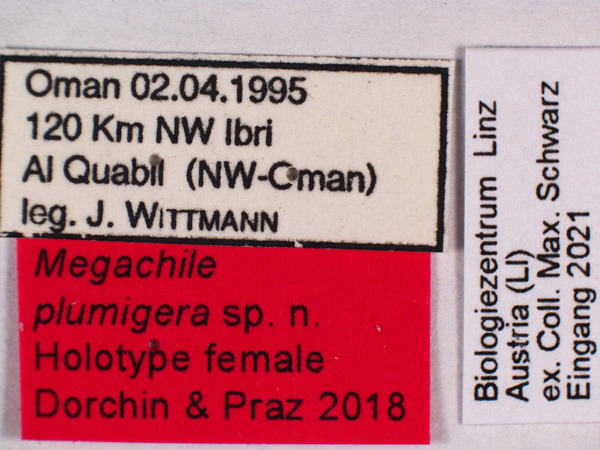 Oman 02.04.1995
120 Km NW Ibri
Al Quabil (NW-Oman)
leg. J. WITTMANN
Megachile
plumigera sp. n.
Holotype female
Dorchin & Praz 2018
Biologiezentrum Linz
Austria (LI)
ex. Coll. Max. Schwarz
Eingang 2021